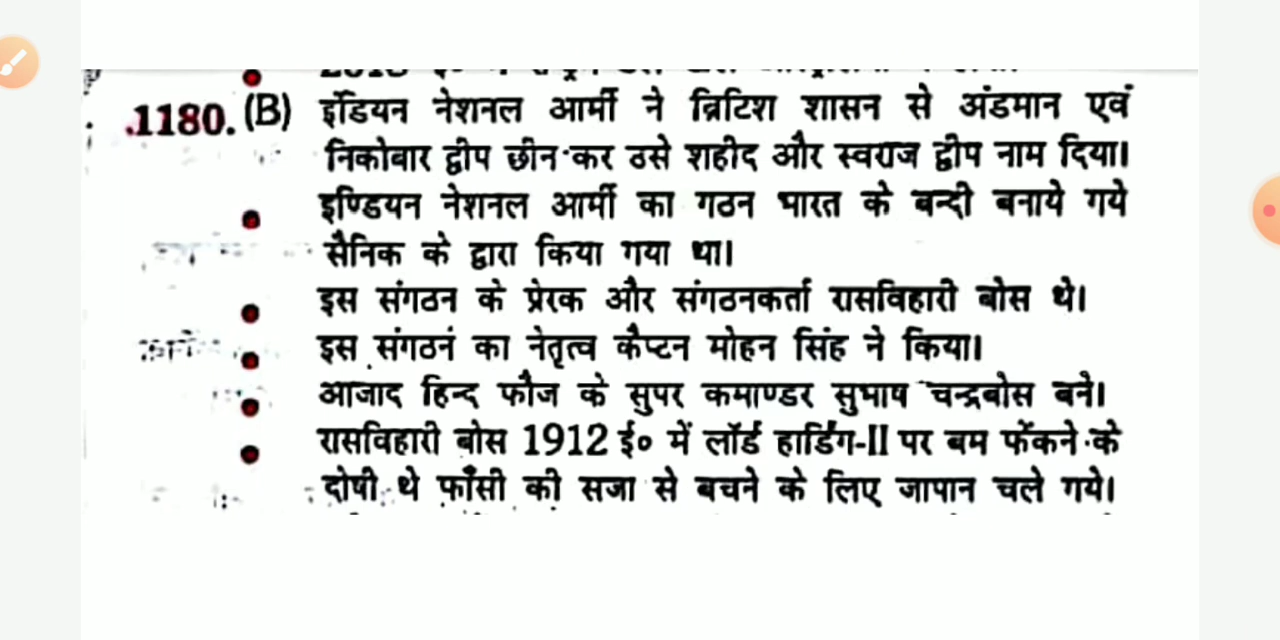 1180. (B) इंडियन नेशनल आर्मी ने ब्रिटिश शासन से अंडमान एवं
निकोबार द्वीप छीन कर उसे शहीद और स्वराज द्वीप नाम दिया।
• इण्डियन नेशनल आर्मी का गठन भारत के बन्दी बनाये गये
सैनिक के द्वारा किया गया था।
• इस संगठन के प्रेरक और संगठनकर्ता रासविहारी बोस थे।
• इस संगठन का नेतृत्व कैप्टन मोहन सिंह ने किया।
• आजाद हिन्द फौज के सुपर कमाण्डर सुभाष चन्द्रबोस बने।
• रासविहारी बोस 1912 ई० में लॉर्ड हार्डिंग-II पर बम फेंकने के
दोषी थे फाँसी की सजा से बचने के लिए जापान चले गये।